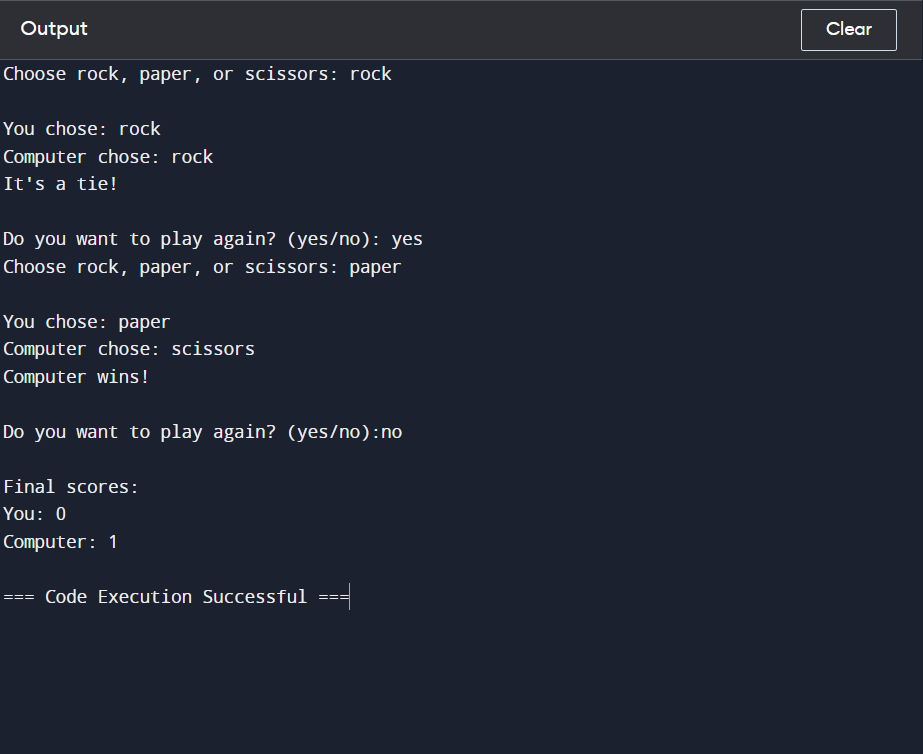 Output
Clear
Choose rock, paper, or scissors: rock
You chose: rock
Computer chose: rock
It's a tie!
Do you want to play again? (yes/no): yes
Choose rock, paper, or scissors: paper
You chose: paper
Computer chose: scissors
Computer wins!
Do you want to play again? (yes/no):no
Final scores:
You: 0
Computer: 1
=== Code Execution Successful ===